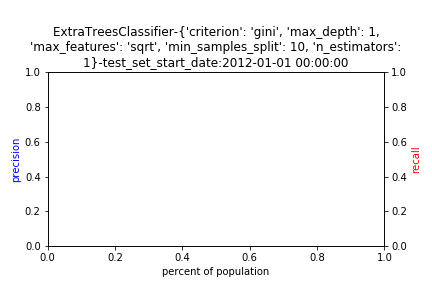 ExtraTreesClassifier-{'criterion': 'gini', 'max_depth': 1,
'max_features': 'sqrt', 'min_samples_split': 10, 'n_estimators':
1}-test_set_start_date:2012-01-01 00:00:00
1.0
0.8
0.6
0.4
0.2
0.0
precision
1.0
0.8
0.6
0.4
0.2
0.0
recall
0.0 0.2 0.4 0.6 0.8 1.0
percent of population